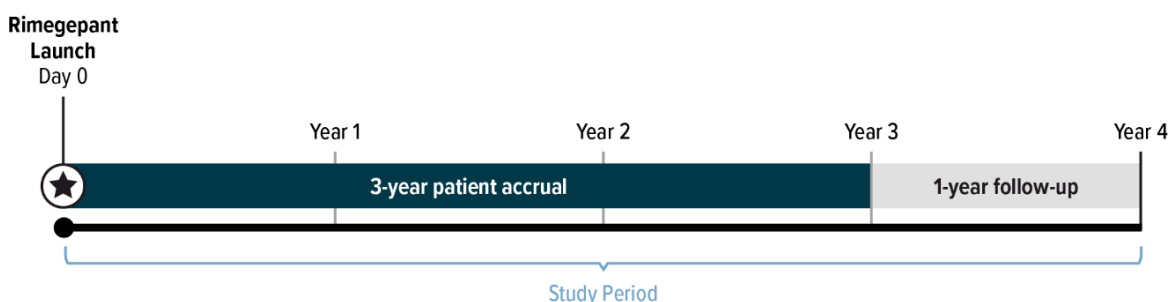 Rimegepant
Launch
Day 0
Year 1
Year 2
Year 3
Year 4
3-year patient accrual
1-year follow-up
Study Period